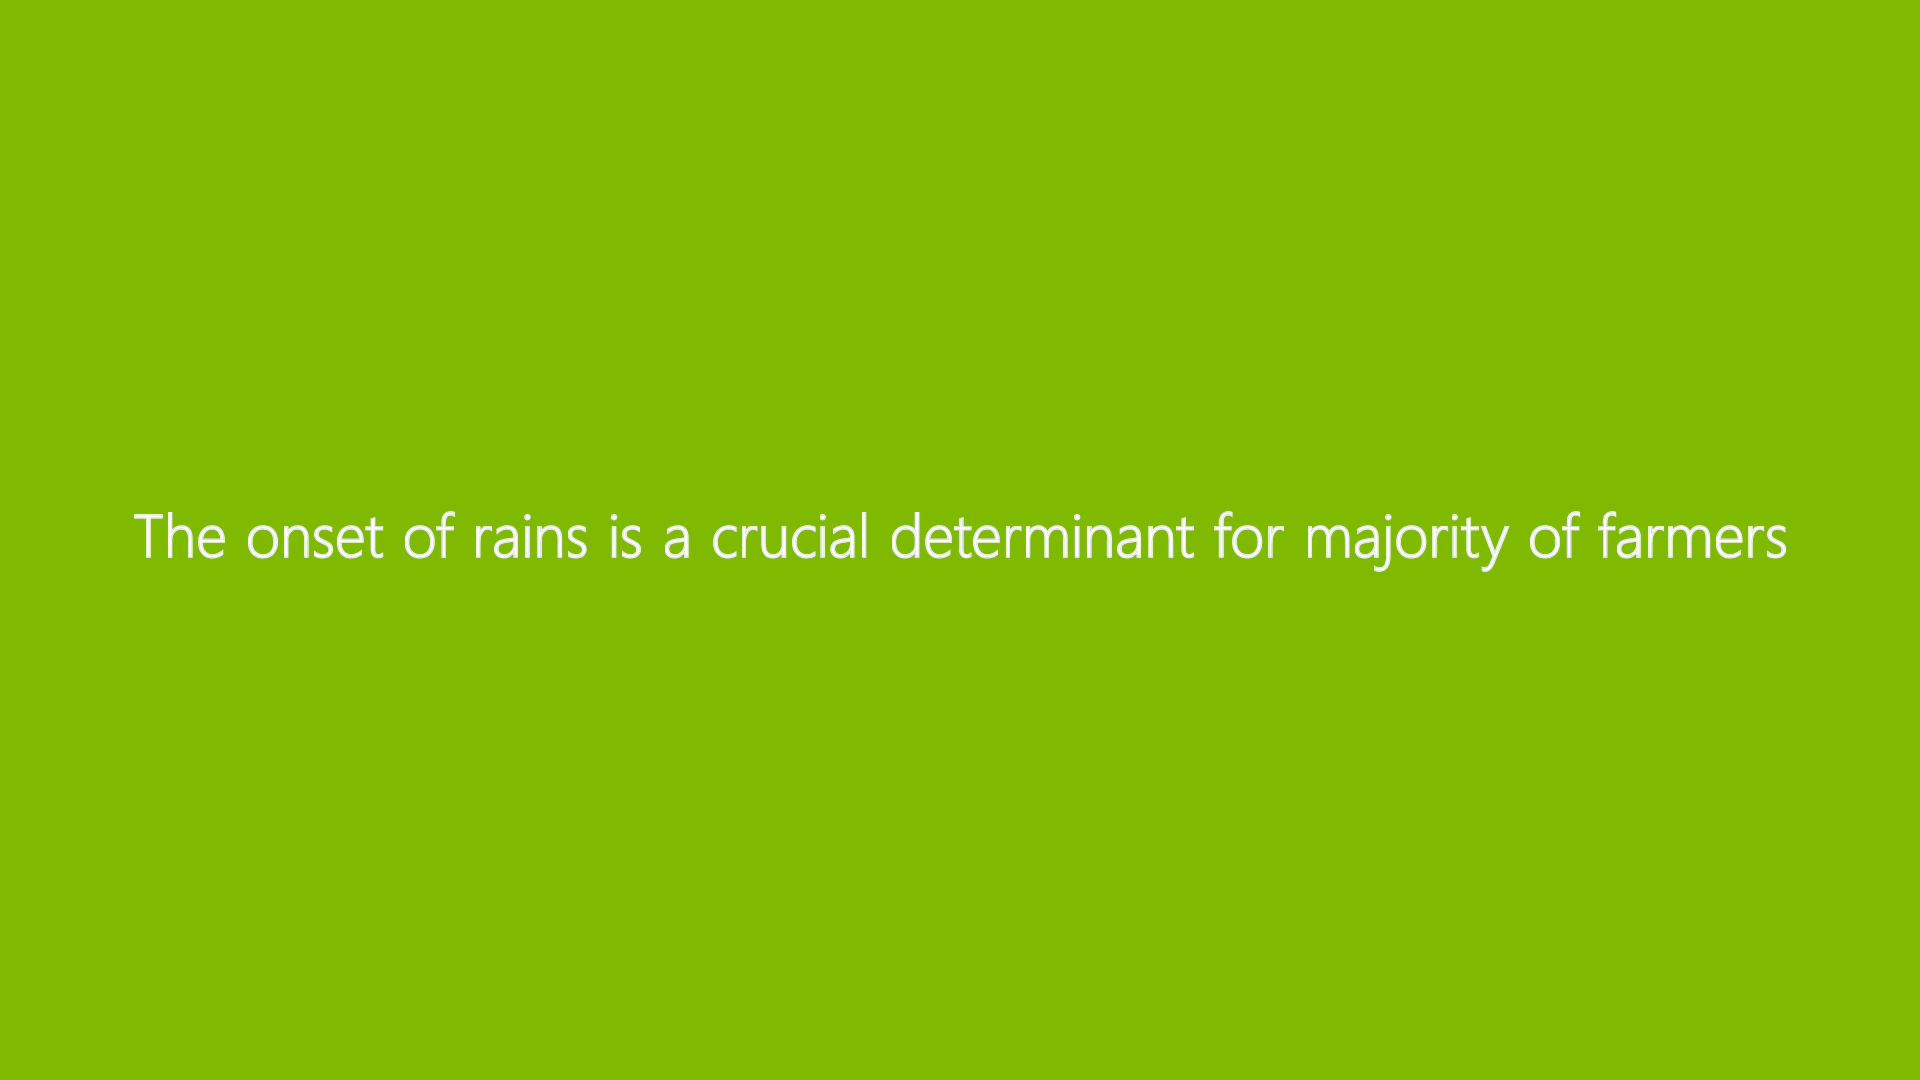 The onset of rains is a crucial determinant for majority of farmers